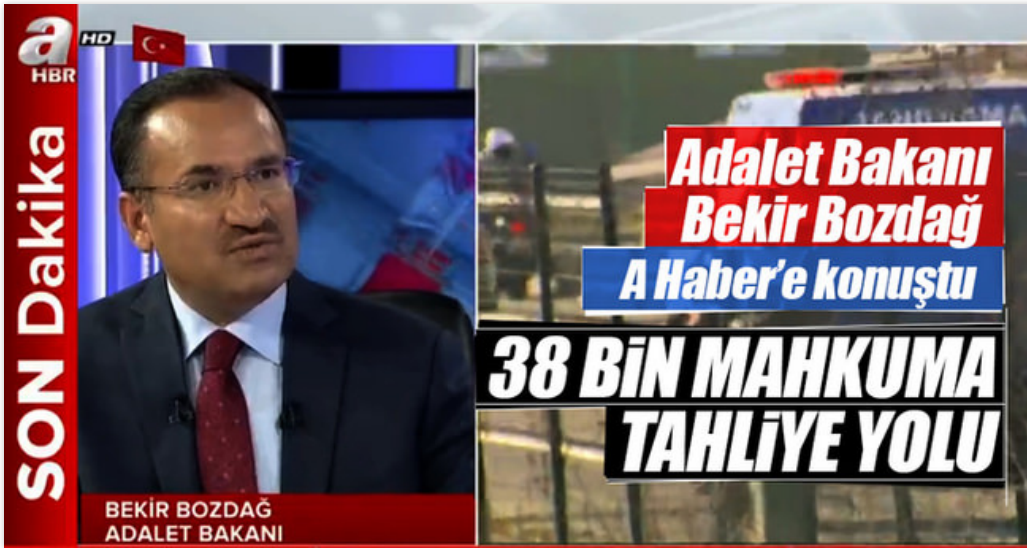 a HD
HBR
SON Dakika
Adalet Bakanı
Bekir Bozdağ
A Haber'e konuştu
38 BİN MAHKUMA
TAHLİYE YOLU
BEKİR BOZDAĞ
ADALET BAKANI